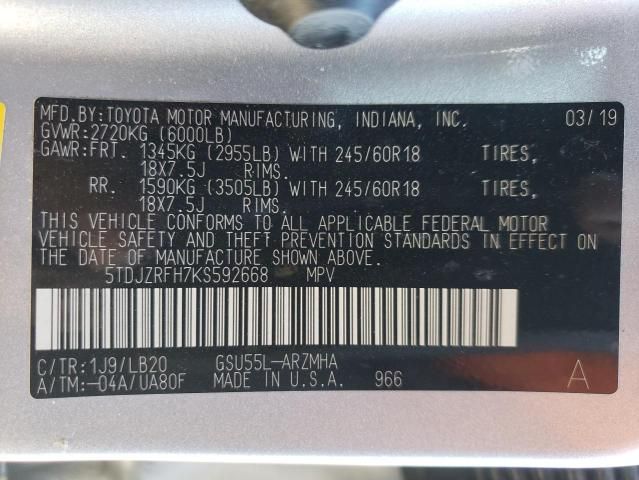 MFD.BY:TOYOTA MOTOR MANUFACTURING, INDIANA, INC. 03/19
GVWR:2720KG (6000LB)
GAWR:FRT. 1345KG (2955LB) WITH 245/60R18 TIRES,
18X7.5J RIMS.
RR. 1590KG (3505LB) WITH 245/60R18 TIRES,
18X7.5J RIMS.
THIS VEHICLE CONFORMS TO ALL APPLICABLE FEDERAL MOTOR
VEHICLE SAFETY AND THEFT PREVENTION STANDARDS IN EFFECT ON
THE DATE OF MANUFACTURE SHOWN ABOVE.
5TDJZRFH7KS592668 MPV
C/TR:1J9/LB20 GSU55L-ARZMHA
A/TM:-04A/UA80F MADE IN U.S.A. 966 A